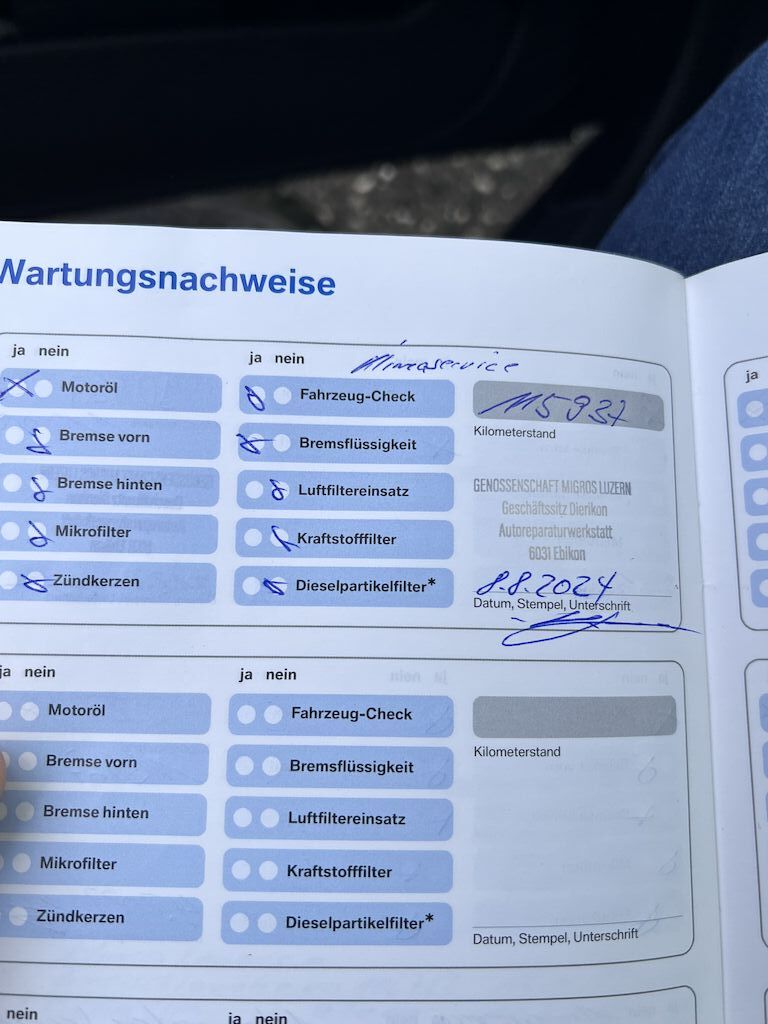 Wartungsnachweise
ja nein
Motoröl
Bremse vorn
Bremse hinten
Mikrofilter
Zündkerzen
ja nein
Fahrzeug-Check
Bremsflüssigkeit
Luftfiltereinsatz
Kraftstofffilter
Dieselpartikelfilter*
115937
Kilometerstand
GENOSSENSCHAFT MIGROS LUZERN
Geschäftssitz Dierikon
Autoreparaturwerkstatt
6031 Ebikon
8.8.2024
Datum, Stempel, Unterschrift
ja nein
Motoröl
Bremse vorn
Bremse hinten
Mikrofilter
Zündkerzen
ja nein
Fahrzeug-Check
Bremsflüssigkeit
Luftfiltereinsatz
Kraftstofffilter
Dieselpartikelfilter*
Kilometerstand
Datum, Stempel, Unterschrift
nein
ja nein
ja